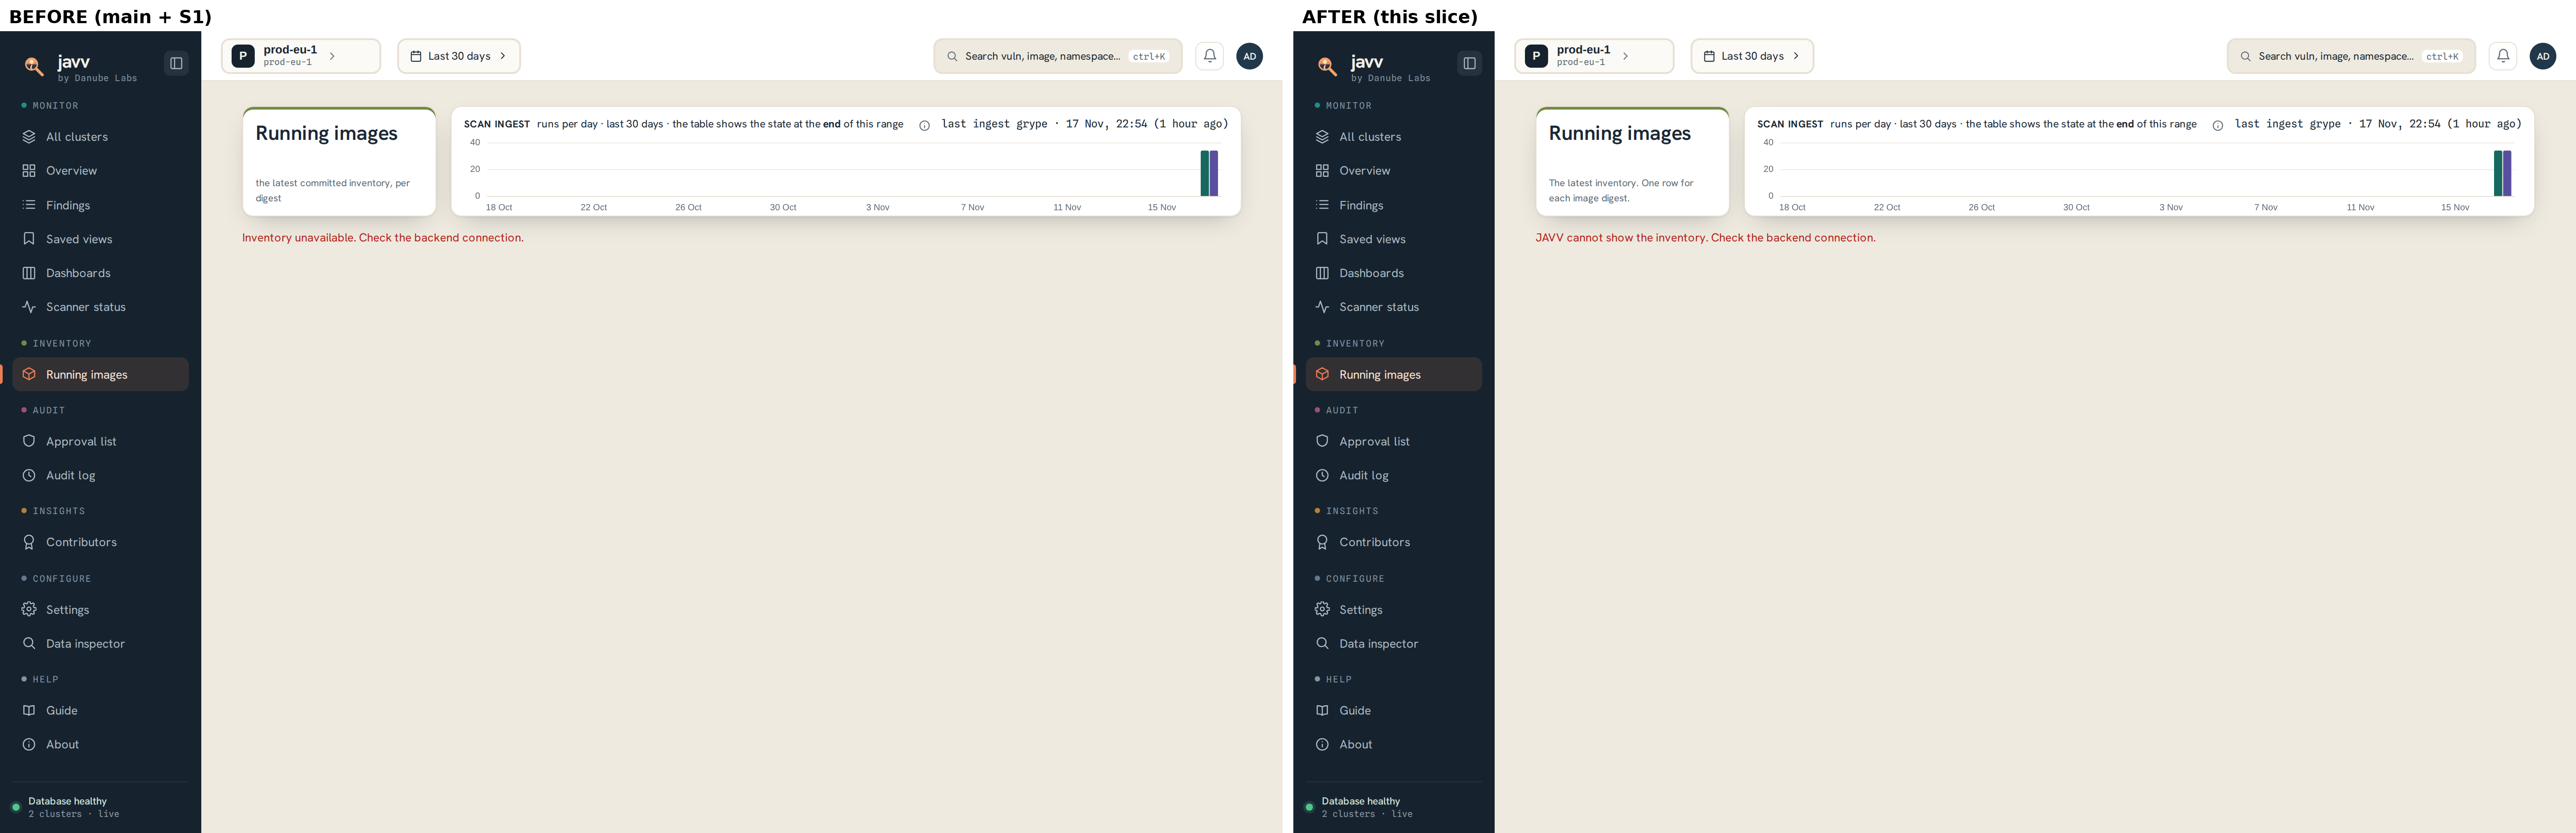 BEFORE (main + S1)
javv
by Danube Labs
MONITOR
All clusters
Overview
Findings
Saved views
Dashboards
Scanner status
INVENTORY
Running images
AUDIT
Approval list
Audit log
INSIGHTS
Contributors
CONFIGURE
Settings
Data inspector
HELP
Guide
About
Database healthy
2 clusters · live
P
prod-eu-1
prod-eu-1
Last 30 days
Search vuln, image, namespace... ctrl+K
AD
Running images
the latest committed inventory, per
digest
SCAN INGEST runs per day · last 30 days · the table shows the state at the end of this range
last ingest grype · 17 Nov, 22:54 (1 hour ago)
40
20
0
18 Oct 22 Oct 26 Oct 30 Oct 3 Nov 7 Nov 11 Nov 15 Nov
Inventory unavailable. Check the backend connection.
AFTER (this slice)
javv
by Danube Labs
MONITOR
All clusters
Overview
Findings
Saved views
Dashboards
Scanner status
INVENTORY
Running images
AUDIT
Approval list
Audit log
INSIGHTS
Contributors
CONFIGURE
Settings
Data inspector
HELP
Guide
About
Database healthy
2 clusters · live
P
prod-eu-1
prod-eu-1
Last 30 days
Search vuln, image, namespace... ctrl+K
AD
Running images
The latest inventory. One row for
each image digest.
SCAN INGEST runs per day · last 30 days · the table shows the state at the end of this range
last ingest grype · 17 Nov, 22:54 (1 hour ago)
40
20
0
18 Oct 22 Oct 26 Oct 30 Oct 3 Nov 7 Nov 11 Nov 15 Nov
JAVV cannot show the inventory. Check the backend connection.